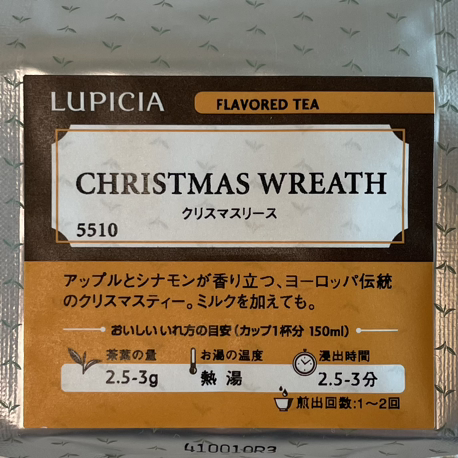 LUPICIA
FLAVORED TEA
CHRISTMAS WREATH
クリスマスリース
5510
アップルとシナモンが香り立つ、ヨーロッパ伝統
のクリスマスティー。ミルクを加えても。
おいしいいれ方の目安（カップ1杯分 150ml）
茶葉の量
2.5-3g
お湯の温度
熱湯
浸出時間
2.5-3分
煎出回数:1〜2回
410010R3